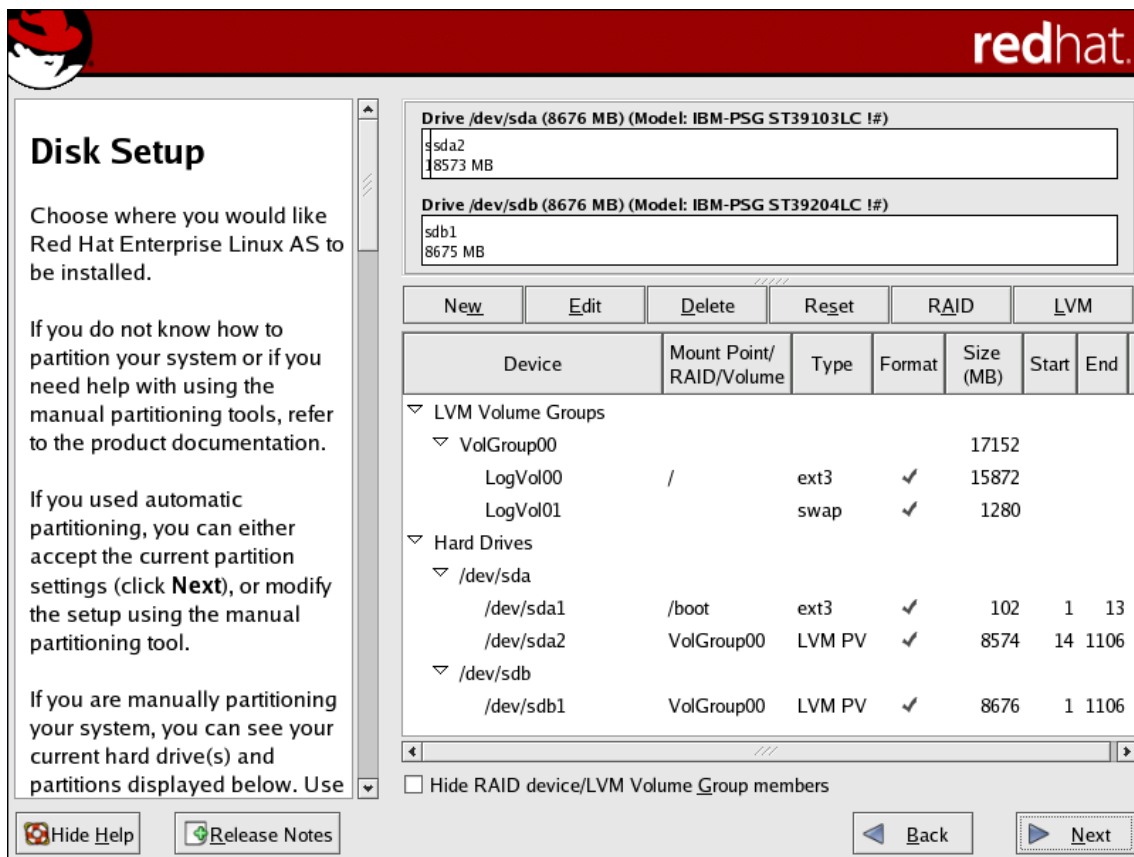 redhat.
Disk Setup
Choose where you would like
Red Hat Enterprise Linux AS to
be installed.
If you do not know how to
partition your system or if you
need help with using the
manual partitioning tools, refer
to the product documentation.
If you used automatic
partitioning, you can either
accept the current partition
settings (click Next), or modify
the setup using the manual
partitioning tool.
If you are manually partitioning
your system, you can see your
current hard drive(s) and
partitions displayed below. Use
Drive /dev/sda (8676 MB) (Model: IBM-PSG ST39103LC !#)
s sda2
1 8573 MB
Drive /dev/sdb (8676 MB) (Model: IBM-PSG ST39204LC !#)
sdb1
8675 MB
New Edit Delete Reset RAID LVM
Device Mount Point/ RAID/Volume Type Format Size (MB) Start End
LVM Volume Groups
VolGroup00 17152
LogVol00 / ext3 15872
LogVol01 swap 1280
Hard Drives
/dev/sda
/dev/sda1 /boot ext3 102 1 13
/dev/sda2 VolGroup00 LVM PV 8574 14 1106
/dev/sdb
/dev/sdb1 VolGroup00 LVM PV 8676 1 1106
Hide RAID device/LVM Volume Group members
Hide Help Release Notes Back Next